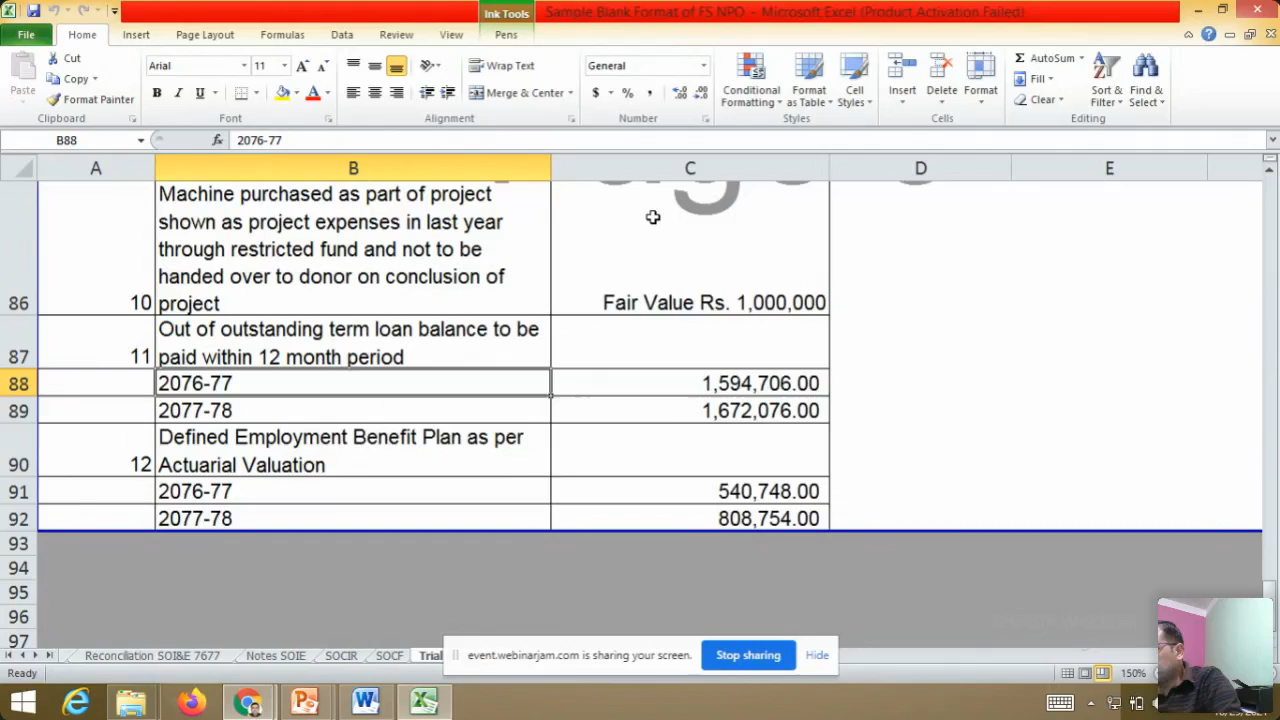 Ink Tools
Sample Blank Format of FS NPO - Microsoft Excel (Product Activation Failed)
File Home Insert Page Layout Formulas Data Review View Pens
Cut
Copy
Format Painter
Paste
Clipboard
Arial 11
Font
Wrap Text
Merge & Center
Alignment
General
Number
Conditional Formatting
Format as Table
Cell Styles
Styles
Insert
Delete
Format
Cells
AutoSum
Fill
Clear
Sort & Filter
Find & Select
Editing
B88 fx 2076-77
A B C D E
Machine purchased as part of project
shown as project expenses in last year
through restricted fund and not to be
handed over to donor on conclusion of
86 10 project Fair Value Rs. 1,000,000
Out of outstanding term loan balance to be
87 11 paid within 12 month period
88 2076-77 1,594,706.00
89 2077-78 1,672,076.00
Defined Employment Benefit Plan as per
90 12 Actuarial Valuation
91 2076-77 540,748.00
92 2077-78 808,754.00
93
94
95
96
97
event.webinarjam.com is sharing your screen. Stop sharing Hide
Reconciliation SOI&E 7677 Notes SOIE SOCIR SOCF Trial
Ready 150%